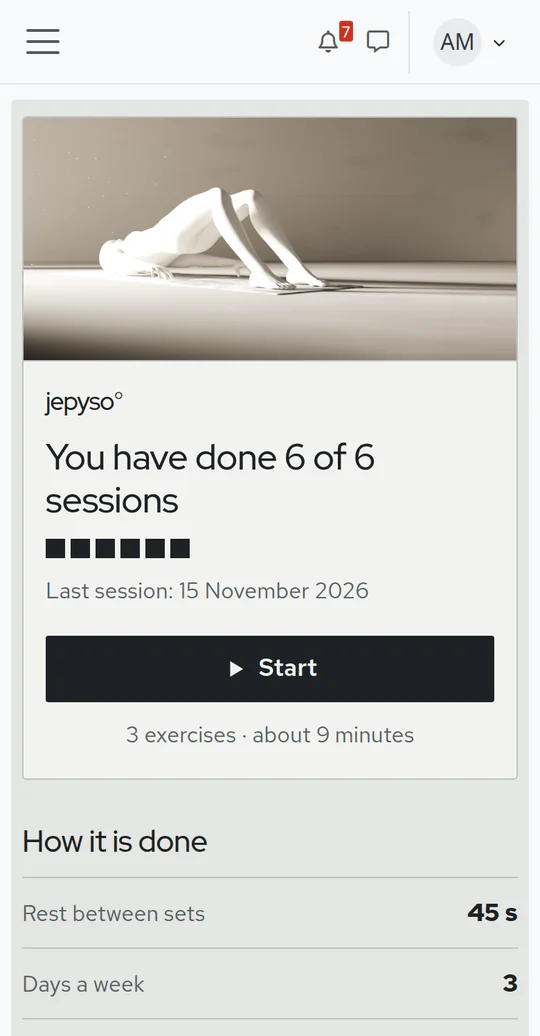 7
AM
jepyso°
You have done 6 of 6
sessions
Last session: 15 November 2026
Start
3 exercises · about 9 minutes
How it is done
Rest between sets 45 s
Days a week 3